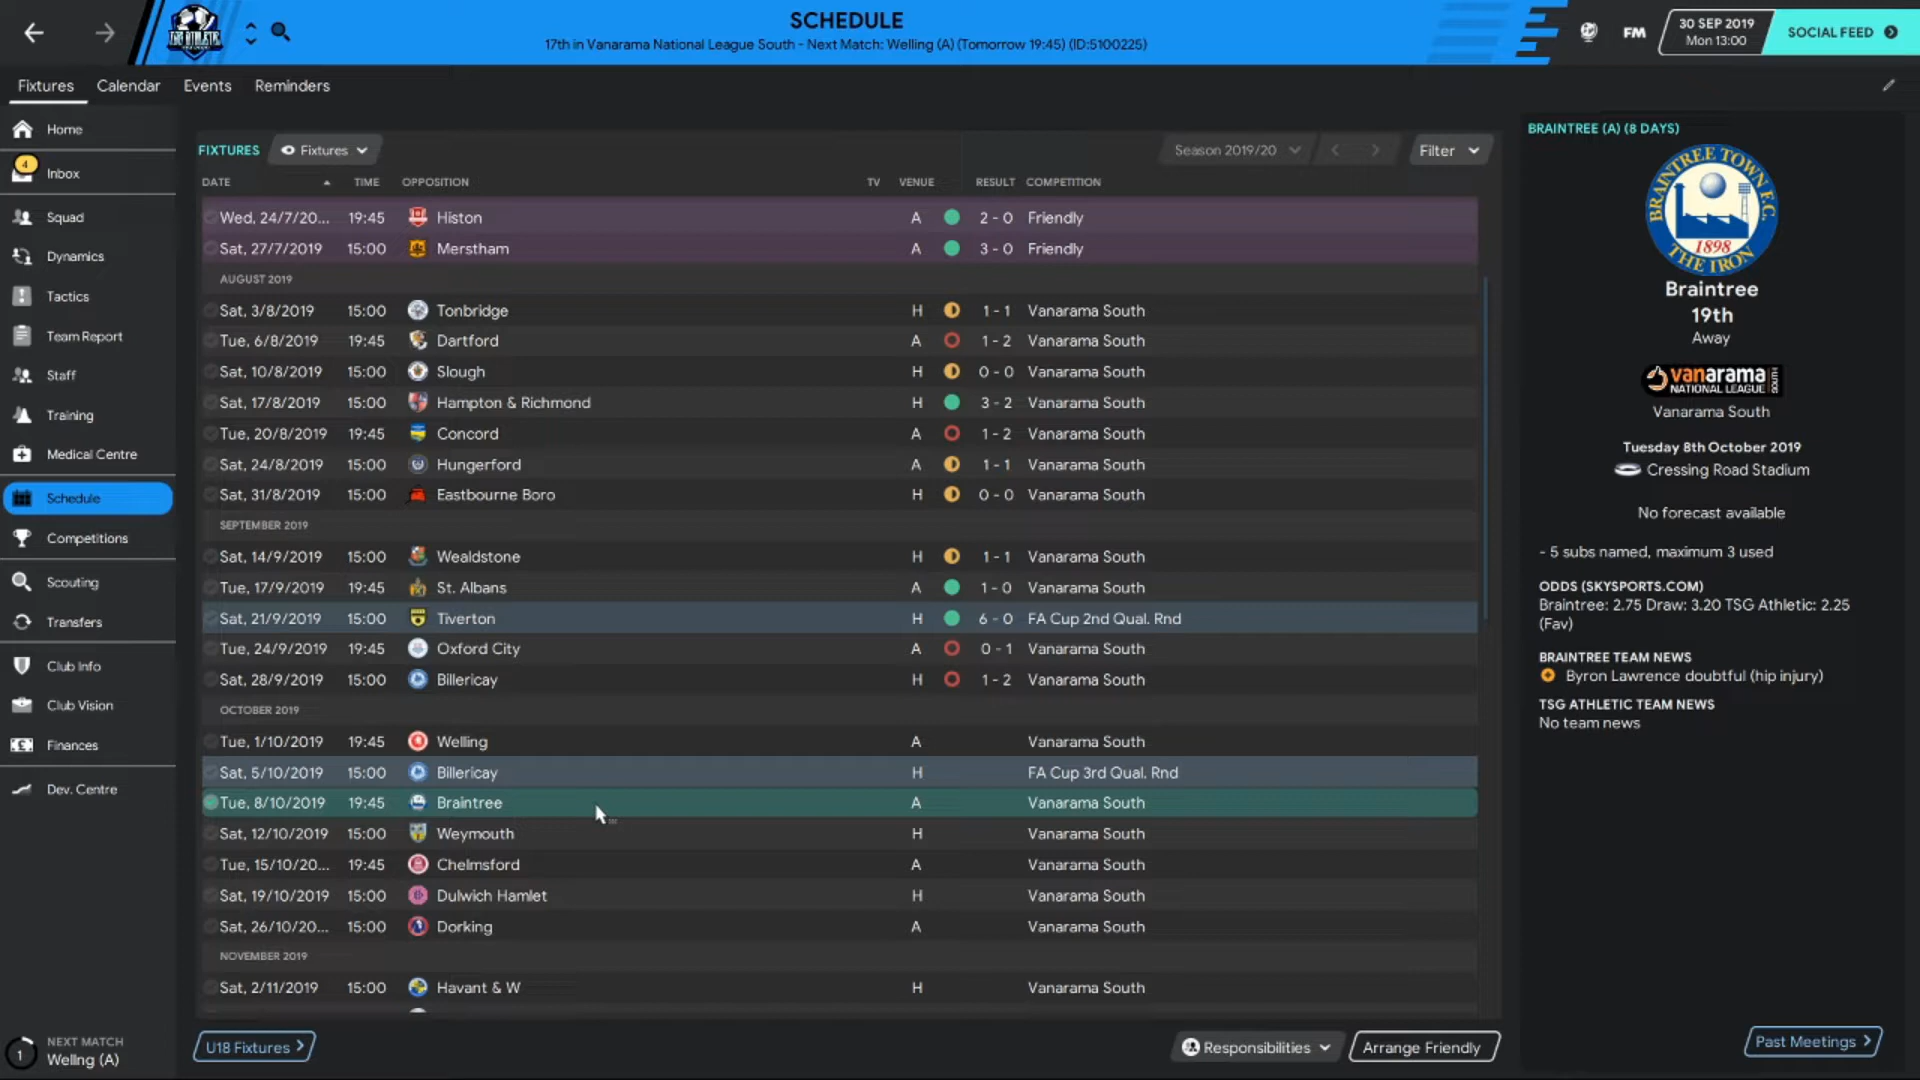 SCHEDULE
17th in Vanarama National League South - Next Match: Welling (A) (Tomorrow 19:45) (ID:5100225)
FM
30 SEP 2019
Mon 13:00
SOCIAL FEED
Fixtures Calendar Events Reminders
Home
4
Inbox
Squad
Dynamics
Tactics
Team Report
Staff
Training
Medical Centre
Schedule
Competitions
Scouting
Transfers
Club Info
Club Vision
Finances
Dev. Centre
1 NEXT MATCH
Wellng (A)
FIXTURES Fixtures Season 2019/20 Filter
DATE TIME OPPOSITION TV VENUE RESULT COMPETITION
Wed, 24/7/20... 19:45 Histon A 2 - 0 Friendly
Sat, 27/7/2019 15:00 Merstham A 3 - 0 Friendly
AUGUST 2019
Sat, 3/8/2019 15:00 Tonbridge H 1 - 1 Vanarama South
Tue, 6/8/2019 19:45 Dartford A 1 - 2 Vanarama South
Sat, 10/8/2019 15:00 Slough H 0 - 0 Vanarama South
Sat, 17/8/2019 15:00 Hampton & Richmond H 3 - 2 Vanarama South
Tue, 20/8/2019 19:45 Concord A 1 - 2 Vanarama South
Sat, 24/8/2019 15:00 Hungerford A 1 - 1 Vanarama South
Sat, 31/8/2019 15:00 Eastbourne Boro H 0 - 0 Vanarama South
SEPTEMBER 2019
Sat, 14/9/2019 15:00 Wealdstone H 1 - 1 Vanarama South
Tue, 17/9/2019 19:45 St. Albans A 1 - 0 Vanarama South
Sat, 21/9/2019 15:00 Tiverton H 6 - 0 FA Cup 2nd Qual. Rnd
Tue, 24/9/2019 19:45 Oxford City A 0 - 1 Vanarama South
Sat, 28/9/2019 15:00 Billericay H 1 - 2 Vanarama South
OCTOBER 2019
Tue, 1/10/2019 19:45 Welling A Vanarama South
Sat, 5/10/2019 15:00 Billericay H FA Cup 3rd Qual. Rnd
Tue, 8/10/2019 19:45 Braintree A Vanarama South
Sat, 12/10/2019 15:00 Weymouth H Vanarama South
Tue, 15/10/20... 19:45 Chelmsford A Vanarama South
Sat, 19/10/2019 15:00 Dulwich Hamlet H Vanarama South
Sat, 26/10/20... 15:00 Dorking A Vanarama South
NOVEMBER 2019
Sat, 2/11/2019 15:00 Havant & W H Vanarama South
U18 Fixtures Responsibilities Arrange Friendly
BRAINTREE (A) (8 DAYS)
BRAINTREE TOWN F.C.
1898
THE IRON
Braintree
19th
Away
vanarama
NATIONAL LEAGUE SOUTH
Vanarama South
Tuesday 8th October 2019
Cressing Road Stadium
No forecast available
- 5 subs named, maximum 3 used
ODDS (SKYSPORTS.COM)
Braintree: 2.75 Draw: 3.20 TSG Athletic: 2.25
(Fav)
BRAINTREE TEAM NEWS
Byron Lawrence doubtful (hip injury)
TSG ATHLETIC TEAM NEWS
No team news
Past Meetings